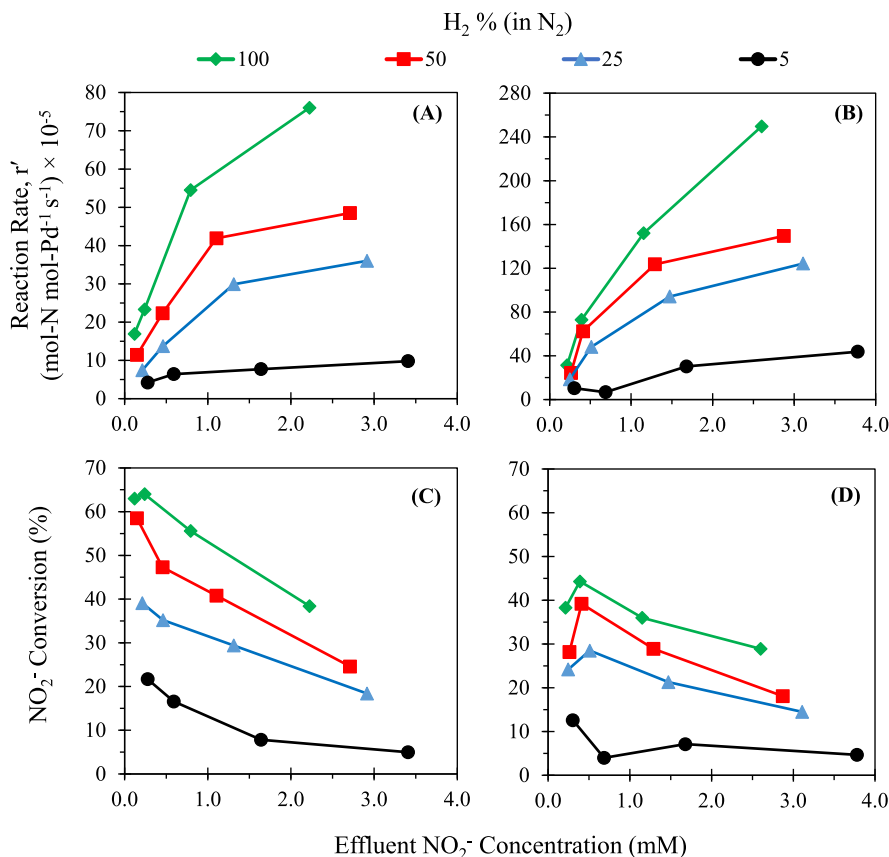 H₂ % (in N₂)
100 50 25 5
Reaction Rate, r′
(mol-N mol-Pd⁻¹ s⁻¹) × 10⁻⁵
(A)
80
70
60
50
40
30
20
10
0
0.0 1.0 2.0 3.0 4.0
(B)
280
240
200
160
120
80
40
0
0.0 1.0 2.0 3.0 4.0
NO₂⁻ Conversion (%)
(C)
70
60
50
40
30
20
10
0
0.0 1.0 2.0 3.0 4.0
(D)
70
60
50
40
30
20
10
0
0.0 1.0 2.0 3.0 4.0
Effluent NO₂⁻ Concentration (mM)